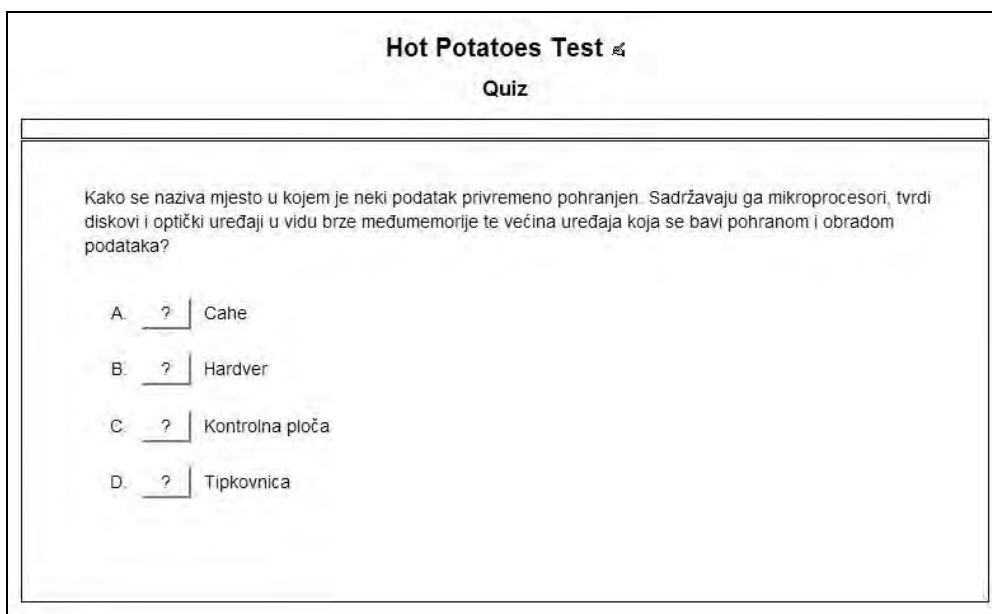 Hot Potatoes Test ✍
Quiz
Kako se naziva mjesto u kojem je neki podatak privremeno pohranjen. Sadržavaju ga mikroprocesori, tvrdi
diskovi i optički uređaji u vidu brze međumemorije te većina uređaja koja se bavi pohranom i obradom
podataka?
A. ? Cahe
B. ? Hardver
C. ? Kontrolna ploča
D. ? Tipkovnica